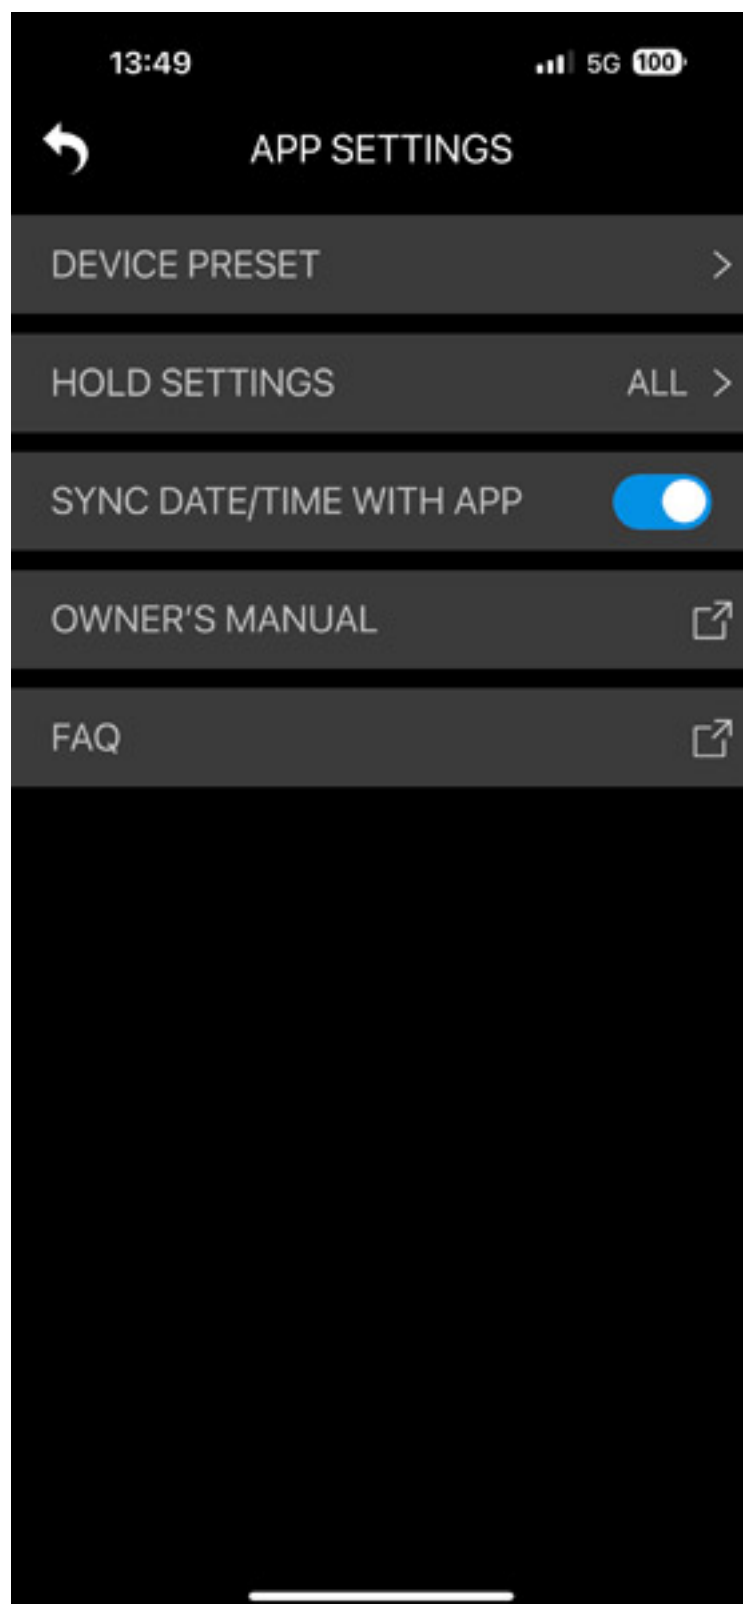 13:49 5G 100
APP SETTINGS
DEVICE PRESET
HOLD SETTINGS ALL
SYNC DATE/TIME WITH APP
OWNER'S MANUAL
FAQ